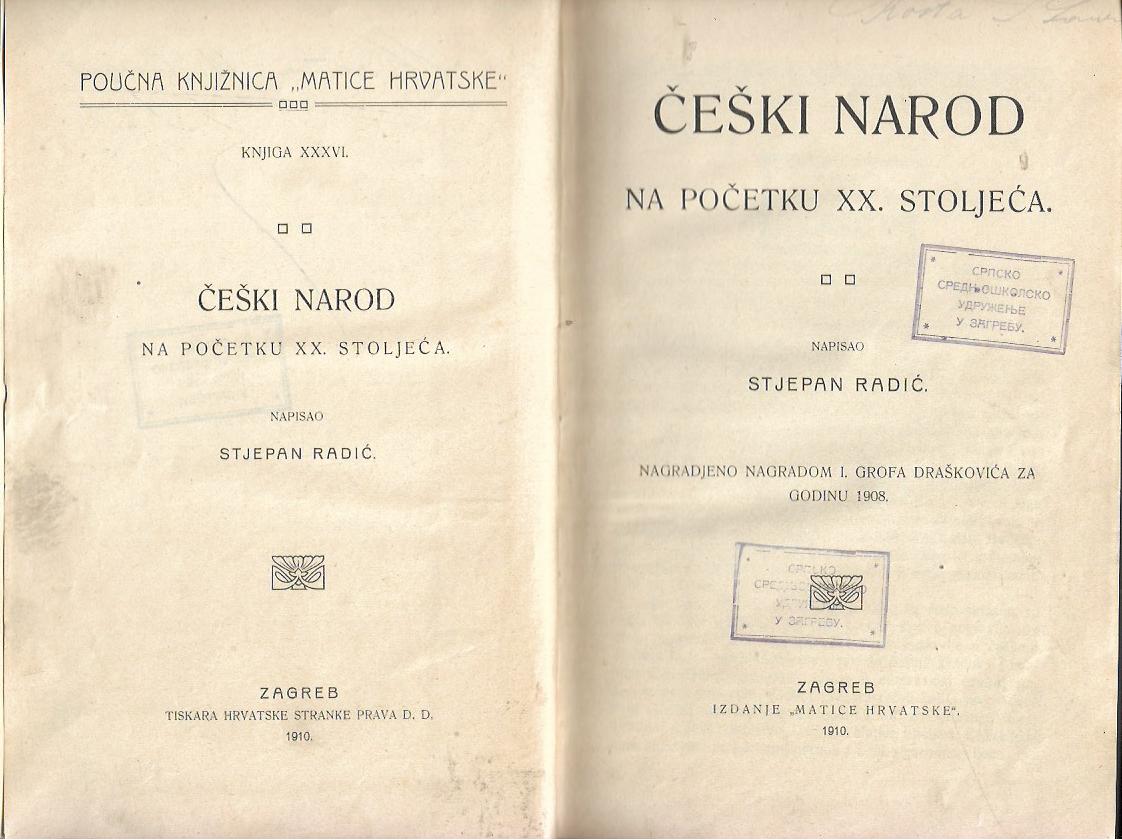 POUČNA KNJIŽNICA „MATICE HRVATSKE“
KNJIGA XXXVI.
ČEŠKI NAROD
NA POČETKU XX. STOLJEĆA.
NAPISAO
STJEPAN RADIĆ.
ZAGREB
TISKARA HRVATSKE STRANKE PRAVA D. D.
1910.
ČEŠKI NAROD
NA POČETKU XX. STOLJEĆA.
СРПСКО
СРЕДЊОШКОЛСКО
УДРУЖЕЊЕ
У ЗАГРЕБУ.
NAPISAO
STJEPAN RADIĆ.
NAGRADJENO NAGRADOM I. GROFA DRAŠKOVIĆA ZA
GODINU 1908.
СРПСКО
У ЗАГРЕБУ.
ZAGREB
IZDANJE „MATICE HRVATSKE“.
1910.